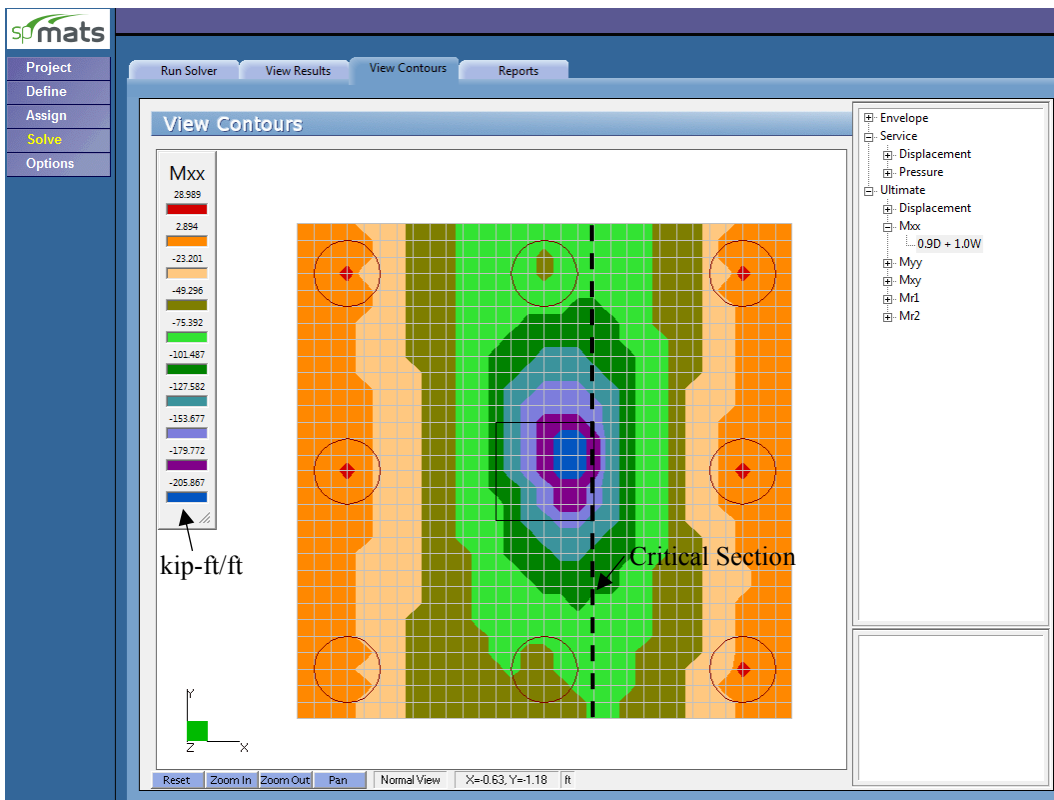 spmats
Project
Define
Assign
Solve
Options
Run Solver
View Results
View Contours
Reports
View Contours
Mxx
28.989
2.894
-23.201
-49.296
-75.392
-101.487
-127.582
-153.677
-179.772
-205.867
kip-ft/ft
Critical Section
Y
Z
X
Reset
Zoom In
Zoom Out
Pan
Normal View
X=-0.63, Y=-1.18
ft
Envelope
Service
Displacement
Pressure
Ultimate
Displacement
Mxx
0.9D + 1.0W
Myy
Mxy
Mr1
Mr2